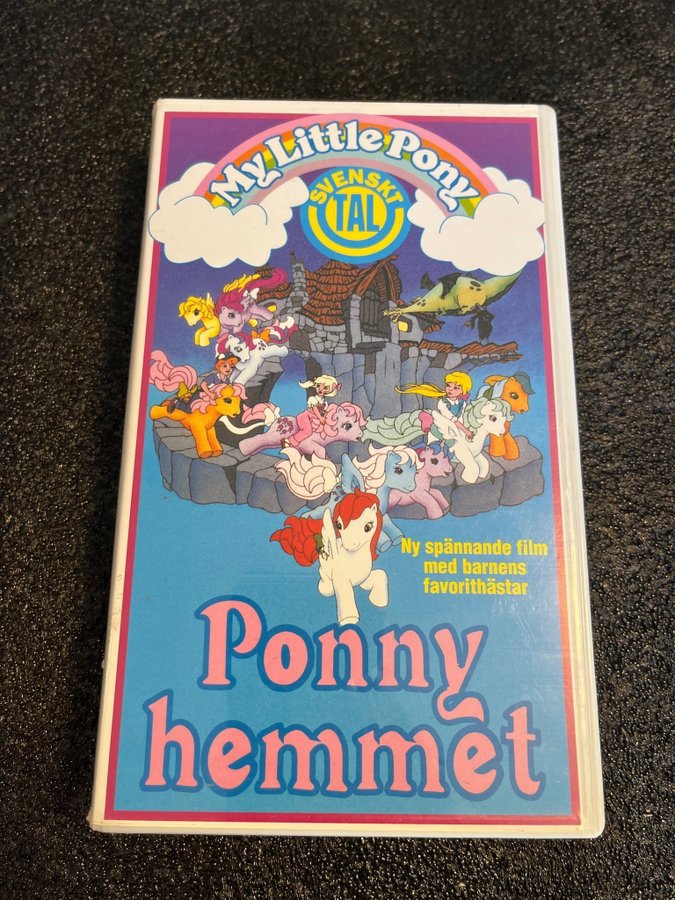 My Little Pony
SVENSKT
TAL
Ny spännande film
med barnens
favorithästar
Ponny
hemmet